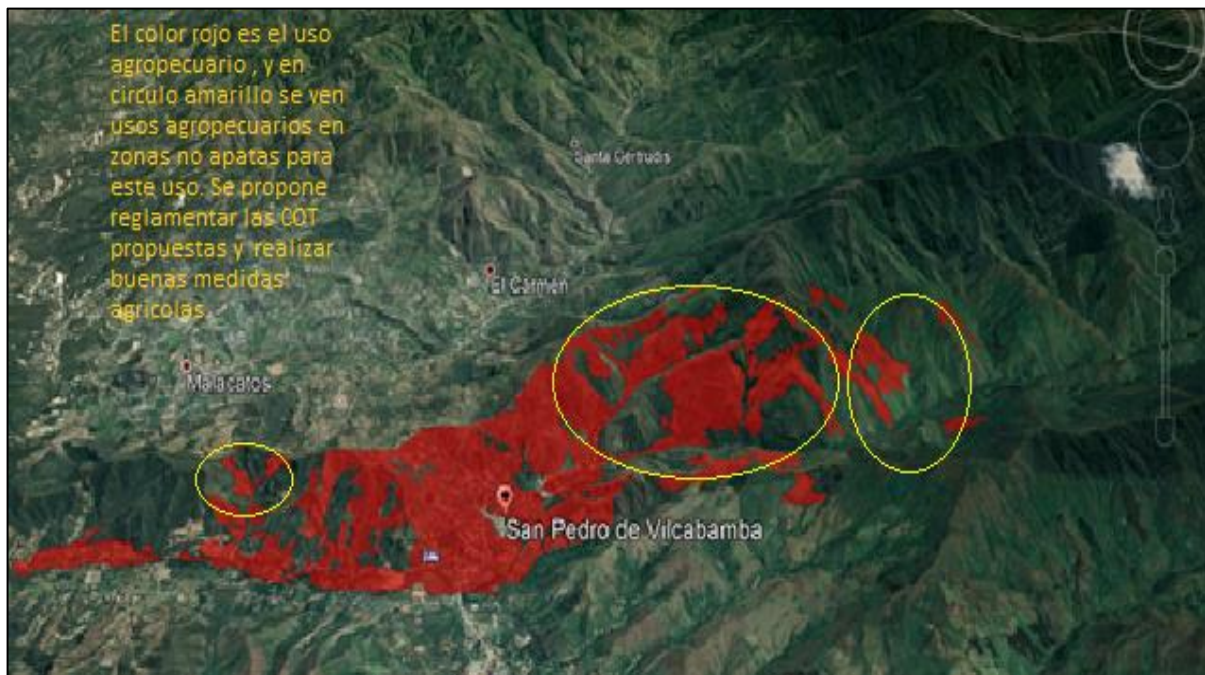 El color rojo es el uso
agropecuario , y en
circulo amarillo se ven
usos agropecuarios en
zonas no apatas para
este uso. Se propone
reglamentar las COT
propuestas y realizar
buenas medidas
agricolas.
Santa Gertrudis
El Carmen
Malacatos
San Pedro de Vilcabamba